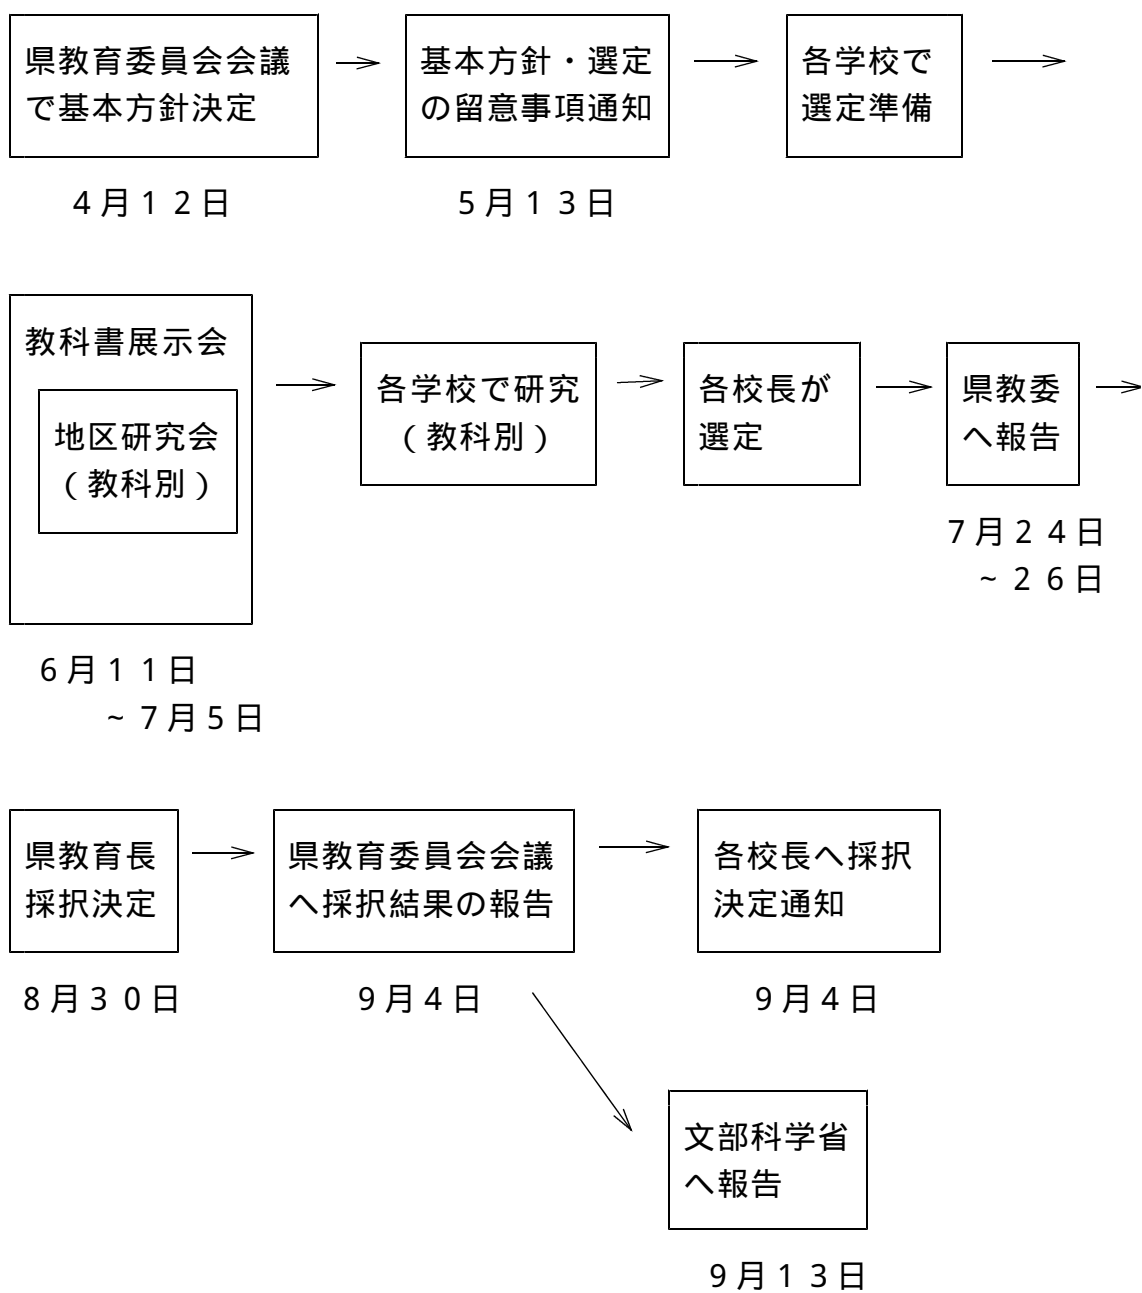 県教育委員会会議
で基本方針決定
4月12日
基本方針・選定
の留意事項通知
5月13日
各学校で
選定準備
教科書展示会
地区研究会
(教科別)
6月11日
~7月5日
各学校で研究
(教科別)
各校長が
選定
県教委
へ報告
7月24日
~26日
県教育長
採択決定
8月30日
県教育委員会会議
へ採択結果の報告
9月4日
各校長へ採択
決定通知
9月4日
文部科学省
へ報告
9月13日